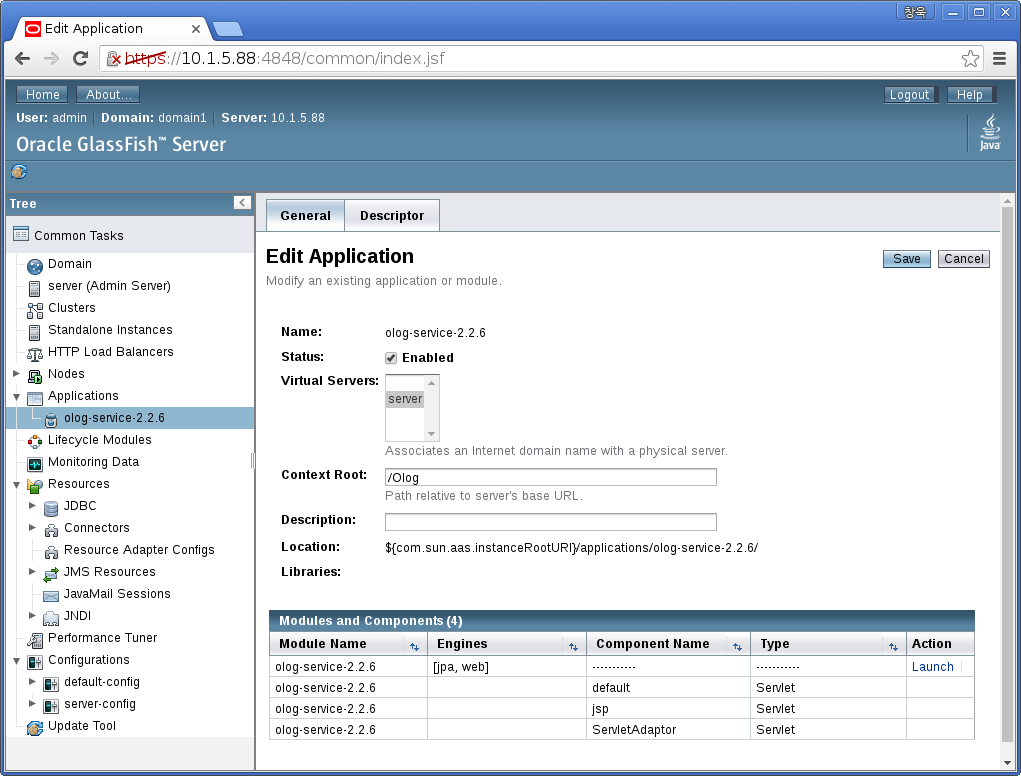 창욱
Edit Application
https://10.1.5.88:4848/common/index.jsf
Home About... Logout Help
User: admin Domain: domain1 Server: 10.1.5.88
Oracle GlassFish™ Server
Java
Tree
Common Tasks
Domain
server (Admin Server)
Clusters
Standalone Instances
HTTP Load Balancers
Nodes
Applications
olog-service-2.2.6
Lifecycle Modules
Monitoring Data
Resources
JDBC
Connectors
Resource Adapter Configs
JMS Resources
JavaMail Sessions
JNDI
Performance Tuner
Configurations
default-config
server-config
Update Tool
General Descriptor
Edit Application
Save Cancel
Modify an existing application or module.
Name: olog-service-2.2.6
Status: Enabled
Virtual Servers: server
Associates an Internet domain name with a physical server.
Context Root: /Olog
Path relative to server's base URL.
Description:
Location: ${com.sun.aas.instanceRootURI}/applications/olog-service-2.2.6/
Libraries:
Modules and Components (4)
Module Name Engines Component Name Type Action
olog-service-2.2.6 [jpa, web] ----------- ----------- Launch
olog-service-2.2.6 default Servlet
olog-service-2.2.6 jsp Servlet
olog-service-2.2.6 ServletAdaptor Servlet